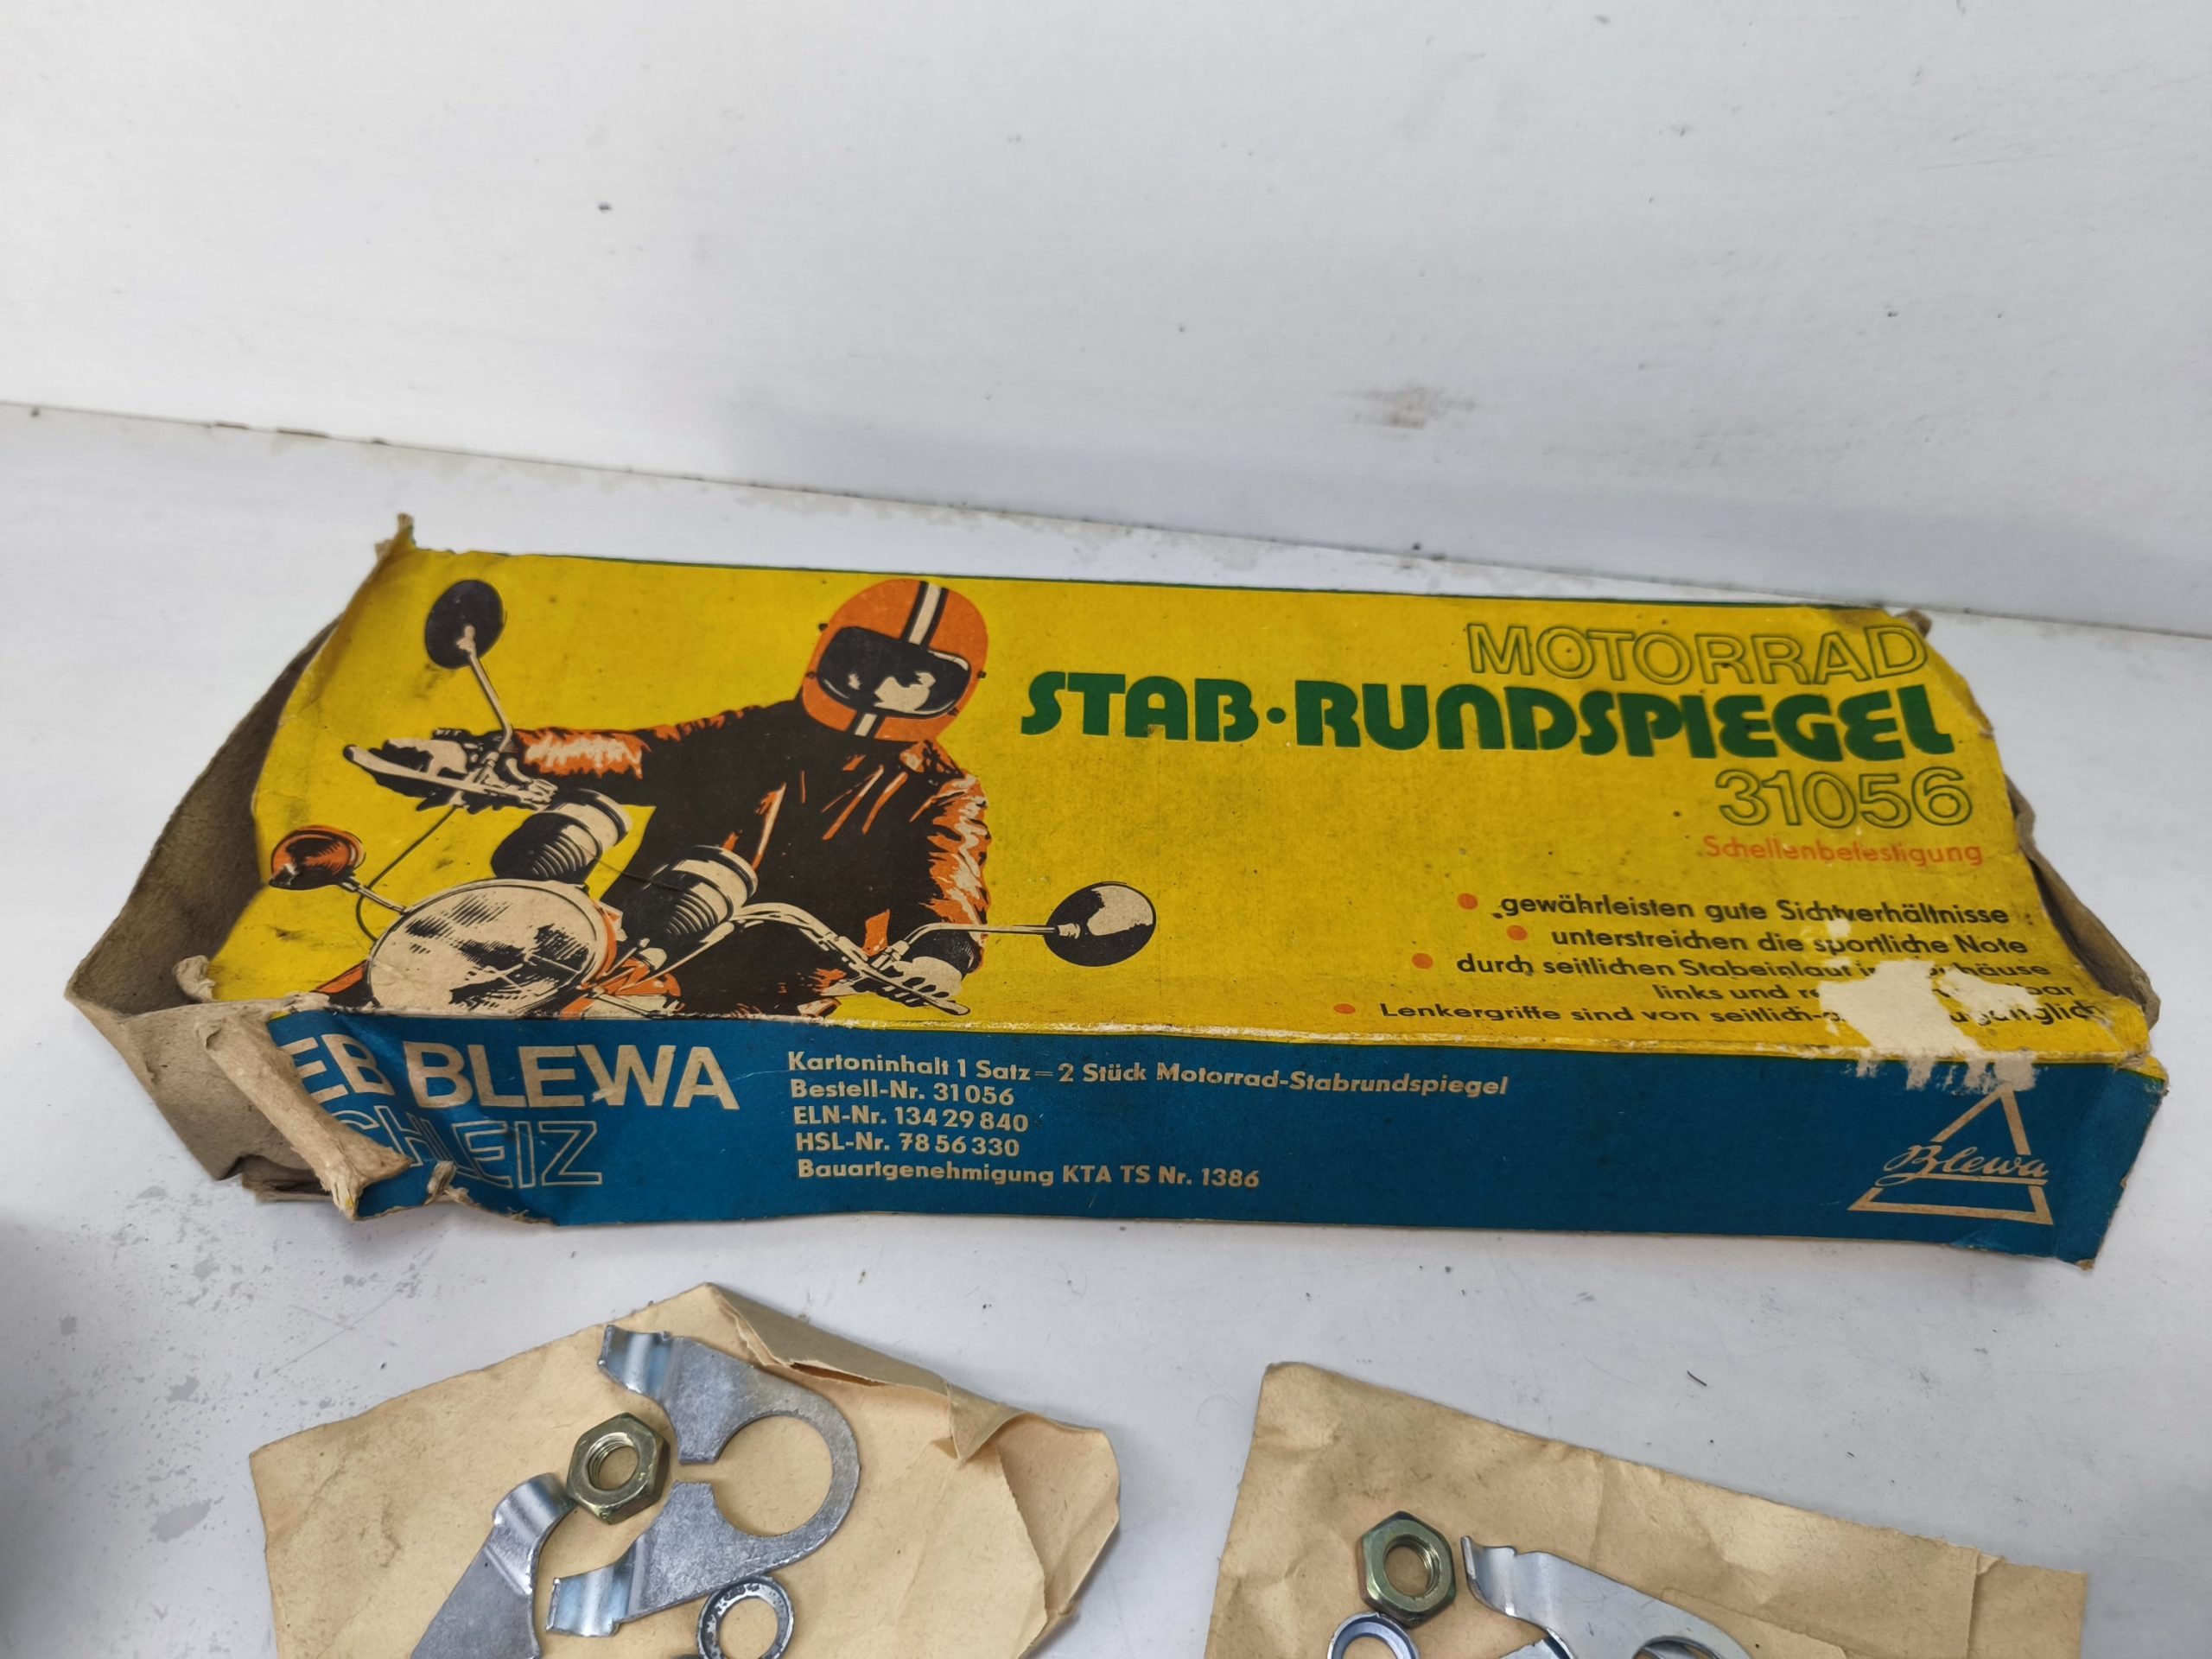 MOTORRAD
STAB·RUNDSPIEGEL
31056
Schellenbefestigung
gewährleisten gute Sichtverhältnisse
unterstreichen die sportliche Note
durch seitlichen Stabeinlauf
links und
Lenkergriffe sind von seitlich
EB BLEWA
CHLEIZ
Kartoninhalt 1 Satz=2 Stück Motorrad-Stabrundspiegel
Bestell-Nr. 31056
ELN-Nr. 134 29 840
HSL-Nr. 78 56 330
Bauartgenehmigung KTA TS Nr. 1386
Blewa